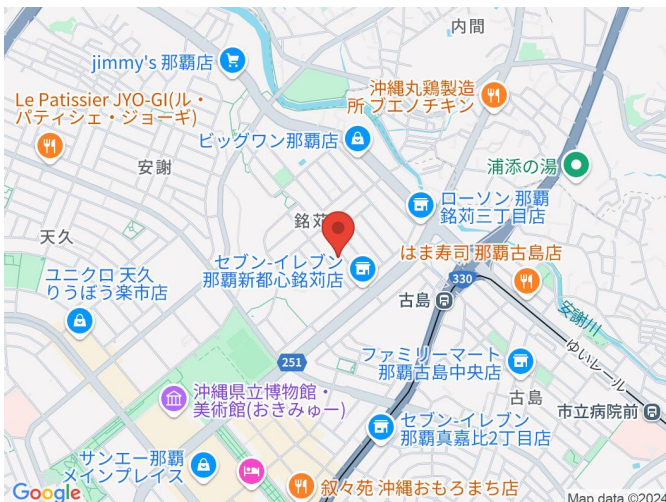 内間
jimmy's 那覇店
沖縄丸鶏製造
所 ブエノチキン
Le Patissier JYO-GI(ル・
パティシェ・ジョーギ)
ビッグワン那覇店
浦添の湯
安謝
ローソン 那覇
銘苅三丁目店
銘苅
天久
はま寿司 那覇古島店
セブン-イレブン
那覇新都心銘苅店
ユニクロ 天久
りうぼう楽市店
330
古島
安謝川
ゆいレール
251
ファミリーマート
那覇古島中央店
沖縄県立博物館・
美術館(おきみゅー)
古島
市立病院前
セブン-イレブン
那覇真嘉比2丁目店
サンエー那覇
メインプレイス
叙々苑 沖縄おもろまち店
Google
Map data ©2024